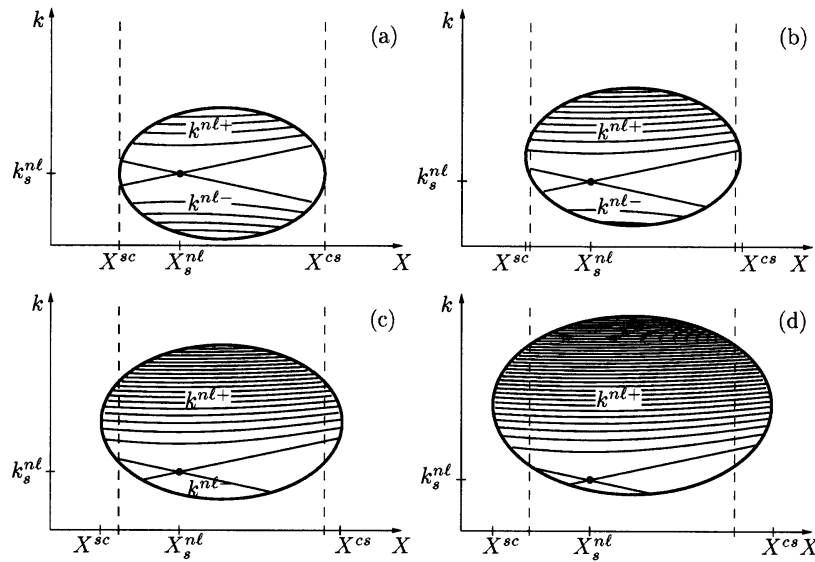 k (a)
k^{nl+}
k_s^{nl}
k^{nl-}
X^{sc} X_s^{nl} X^{cs} X
k (b)
k^{nl+}
k_s^{nl}
k^{nl-}
X^{sc} X_s^{nl} X^{cs} X
k (c)
k^{nl+}
k_s^{nl}
k^{nl-}
X^{sc} X_s^{nl} X^{cs} X
k (d)
k^{nl+}
k_s^{nl}
X^{sc} X_s^{nl} X^{cs} X